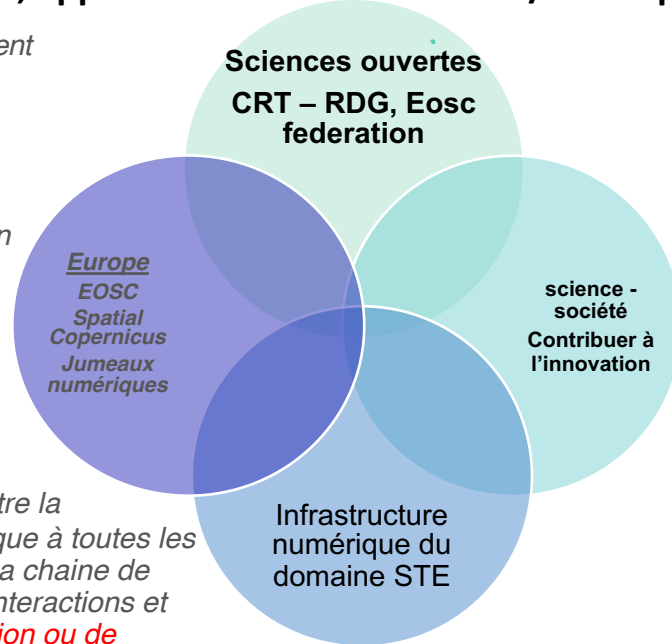 ent
Sciences ouvertes
CRT – RDG, Eosc
federation
n
Europe
EOSC
Spatial
Copernicus
Jumeaux
numériques
science -
société
Contribuer à
l'innovation
tre la
que à toutes les
a chaine de
nteractions et
ion ou de
Infrastructure
numérique du
domaine STE